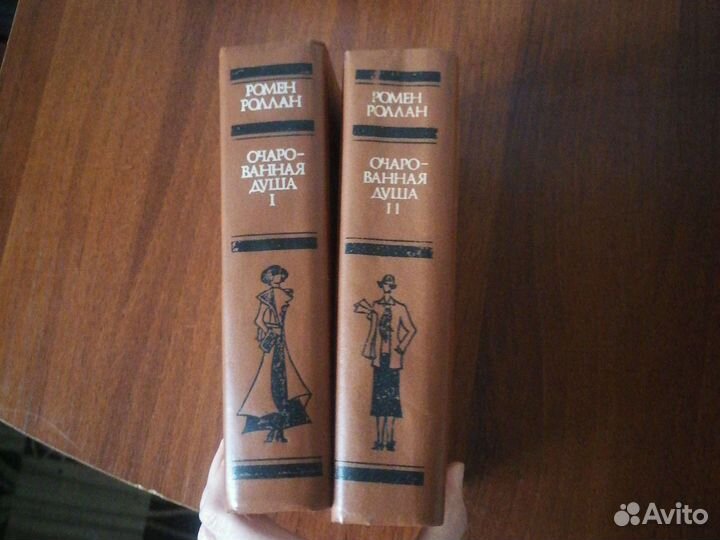 РОМЕН
РОЛЛАН
ОЧАРО-
ВАННАЯ
ДУША
I
РОМЕН
РОЛЛАН
ОЧАРО-
ВАННАЯ
ДУША
II
Avito